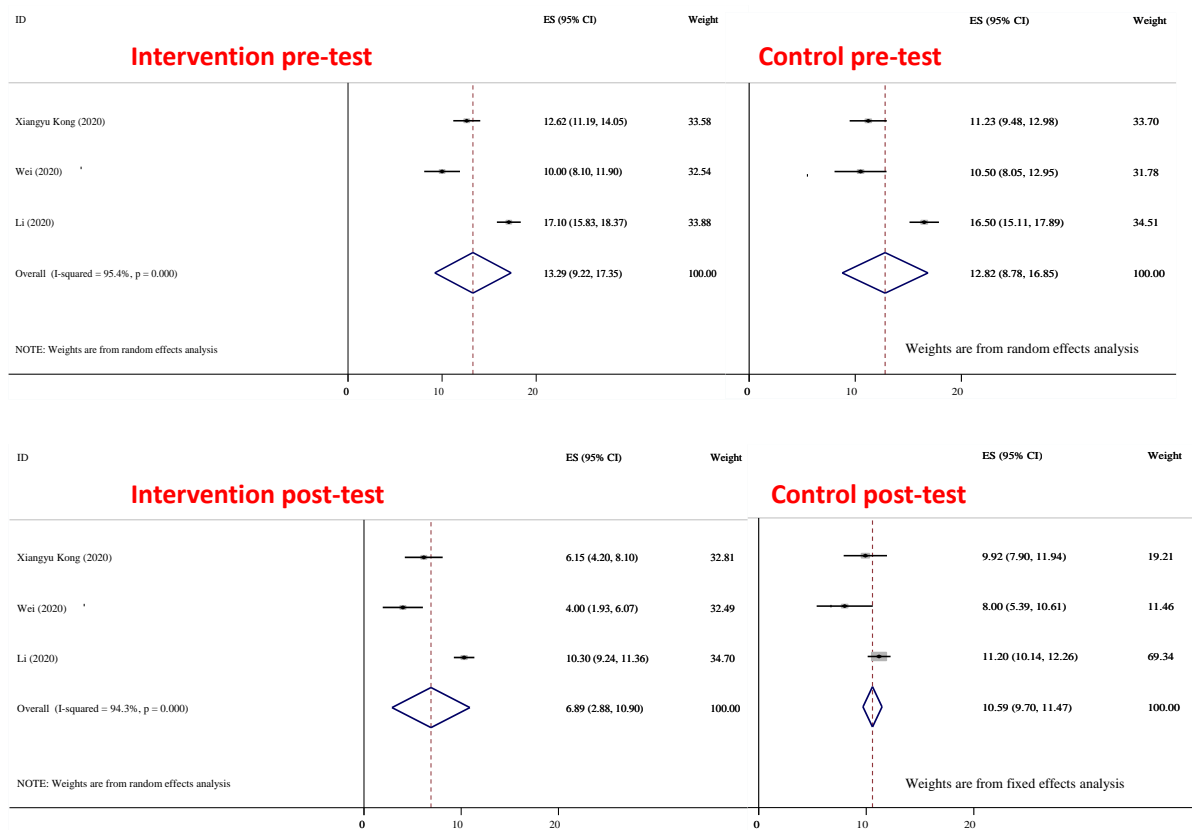 ID ES (95% CI) Weight ES (95% CI) Weight
Intervention pre-test Control pre-test
Xiangyu Kong (2020) 12.62 (11.19, 14.05) 33.58 11.23 (9.48, 12.98) 33.70
Wei (2020) 10.00 (8.10, 11.90) 32.54 10.50 (8.05, 12.95) 31.78
Li (2020) 17.10 (15.83, 18.37) 33.88 16.50 (15.11, 17.89) 34.51
Overall (I-squared = 95.4%, p = 0.000) 13.29 (9.22, 17.35) 100.00 12.82 (8.78, 16.85) 100.00
NOTE: Weights are from random effects analysis Weights are from random effects analysis
0 10 20 0 10 20
ID ES (95% CI) Weight ES (95% CI) Weight
Intervention post-test Control post-test
Xiangyu Kong (2020) 6.15 (4.20, 8.10) 32.81 9.92 (7.90, 11.94) 19.21
Wei (2020) 4.00 (1.93, 6.07) 32.49 8.00 (5.39, 10.61) 11.46
Li (2020) 10.30 (9.24, 11.36) 34.70 11.20 (10.14, 12.26) 69.34
Overall (I-squared = 94.3%, p = 0.000) 6.89 (2.88, 10.90) 100.00 10.59 (9.70, 11.47) 100.00
NOTE: Weights are from random effects analysis Weights are from fixed effects analysis
0 10 20 0 10 20